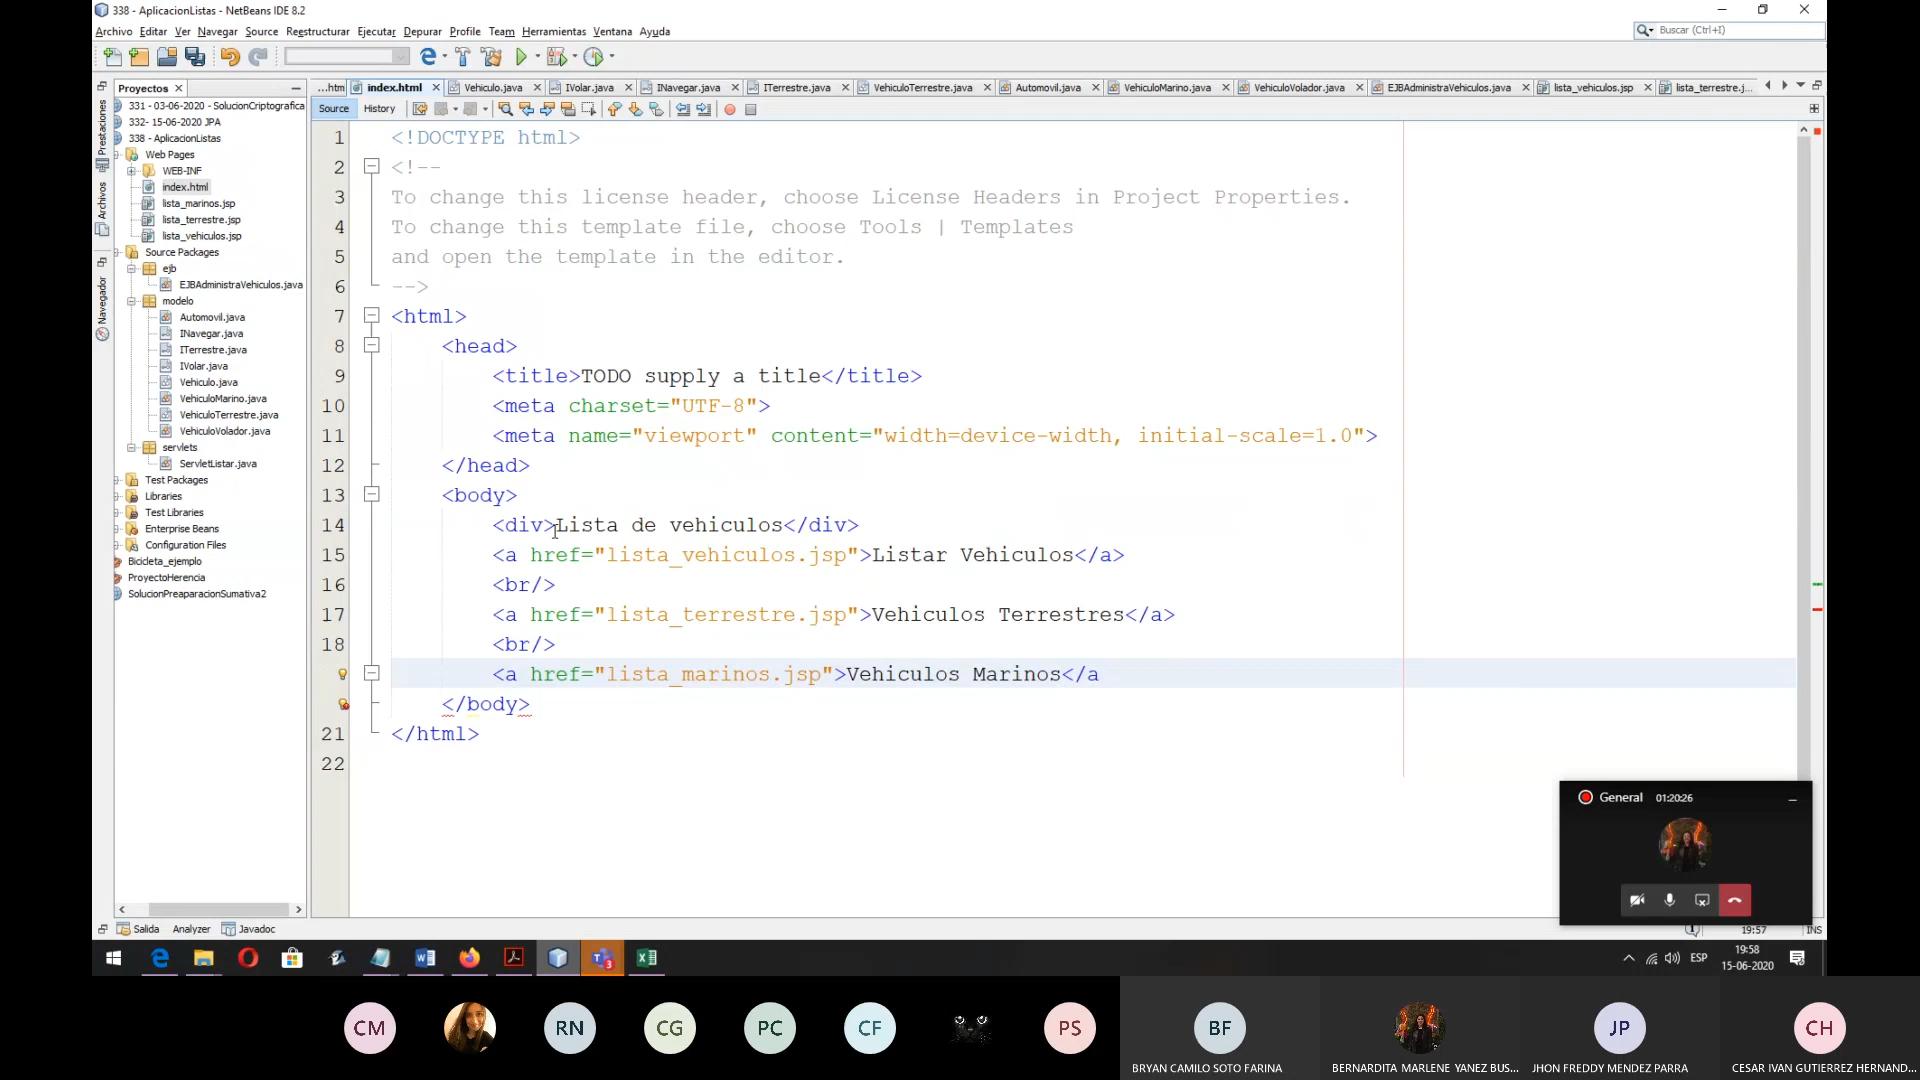 338 - AplicacionListas - NetBeans IDE 8.2
Archivo Editar Ver Navegar Source Reestructurar Ejecutar Depurar Profile Team Herramientas Ventana Ayuda
Buscar (Ctrl+I)
Proyectos
...htm index.html Vehiculo.java IVolar.java INavegar.java ITerrestre.java VehiculoTerrestre.java Automovil.java VehiculoMarino.java VehiculoVolador.java EJBAdministraVehiculos.java lista_vehiculos.jsp lista_terrestre.j...
Source History
Prestaciones
Archivos
Navegador
331 - 03-06-2020 - SolucionCriptografica
332- 15-06-2020 JPA
338 - AplicacionListas
Web Pages
WEB-INF
index.html
lista_marinos.jsp
lista_terrestre.jsp
lista_vehiculos.jsp
Source Packages
ejb
EJBAdministraVehiculos.java
modelo
Automovil.java
INavegar.java
ITerrestre.java
IVolar.java
Vehiculo.java
VehiculoMarino.java
VehiculoTerrestre.java
VehiculoVolador.java
servlets
ServletListar.java
Test Packages
Libraries
Test Libraries
Enterprise Beans
Configuration Files
Bicicleta_ejemplo
ProyectoHerencia
SolucionPreaparacionSumativa2
1 <!DOCTYPE html>
2 <!--
3 To change this license header, choose License Headers in Project Properties.
4 To change this template file, choose Tools | Templates
5 and open the template in the editor.
6 -->
7 <html>
8 <head>
9 <title>TODO supply a title</title>
10 <meta charset="UTF-8">
11 <meta name="viewport" content="width=device-width, initial-scale=1.0">
12 </head>
13 <body>
14 <div>Lista de vehiculos</div>
15 <a href="lista_vehiculos.jsp">Listar Vehiculos</a>
16 <br/>
17 <a href="lista_terrestre.jsp">Vehiculos Terrestres</a>
18 <br/>
<a href="lista_marinos.jsp">Vehiculos Marinos</a
</body>
21 </html>
22
General 01:20:26
Salida Analyzer Javadoc
19:57 INS
ESP
19:58
15-06-2020
CM RN CG PC CF PS BF JP CH
BRYAN CAMILO SOTO FARINA BERNARDITA MARLENE YANEZ BUS... JHON FREDDY MENDEZ PARRA CESAR IVAN GUTIERREZ HERNAND...